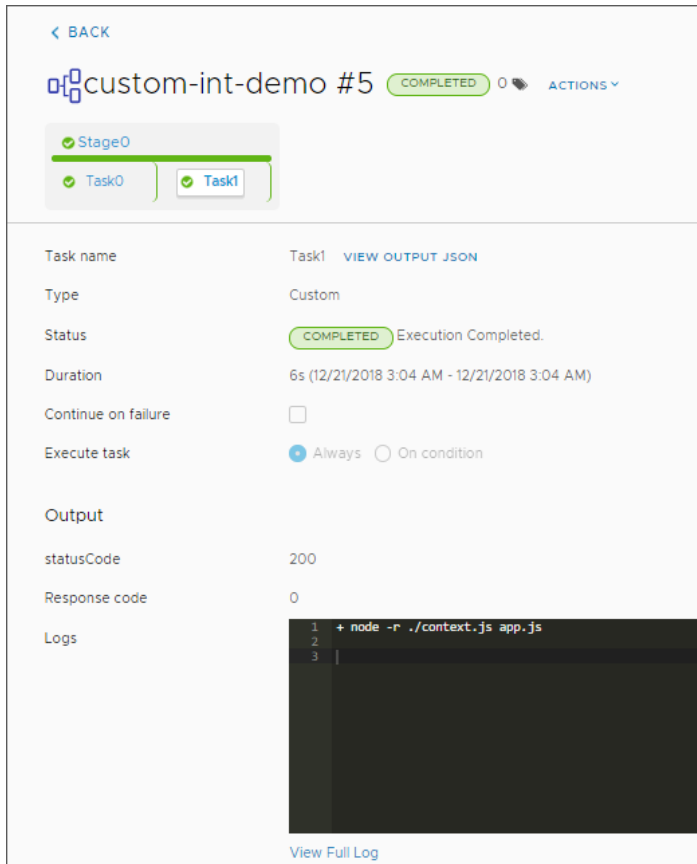 BACK
custom-int-demo #5 COMPLETED 0 ACTIONS
Stage0
Task0 Task1
Task name Task1 VIEW OUTPUT JSON
Type Custom
Status COMPLETED Execution Completed.
Duration 6s (12/21/2018 3:04 AM - 12/21/2018 3:04 AM)
Continue on failure
Execute task Always On condition
Output
statusCode 200
Response code 0
Logs
1 + node -r ./context.js app.js
2
3
View Full Log